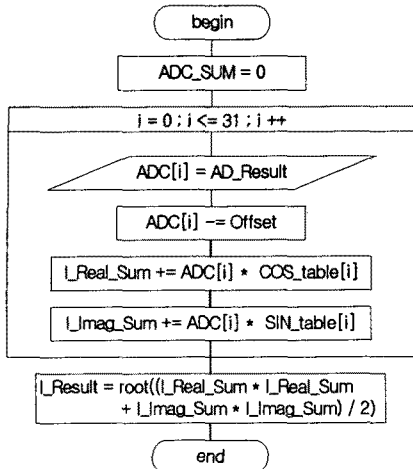 begin
ADC_SUM = 0
i = 0 ; i <= 31 ; i ++
ADC[i] = AD_Result
ADC[i] -= Offset
I_Real_Sum += ADC[i] * COS_table[i]
I_Imag_Sum += ADC[i] * SIN_table[i]
I_Result = root((I_Real_Sum * I_Real_Sum
+ I_Imag_Sum * I_Imag_Sum) / 2)
end